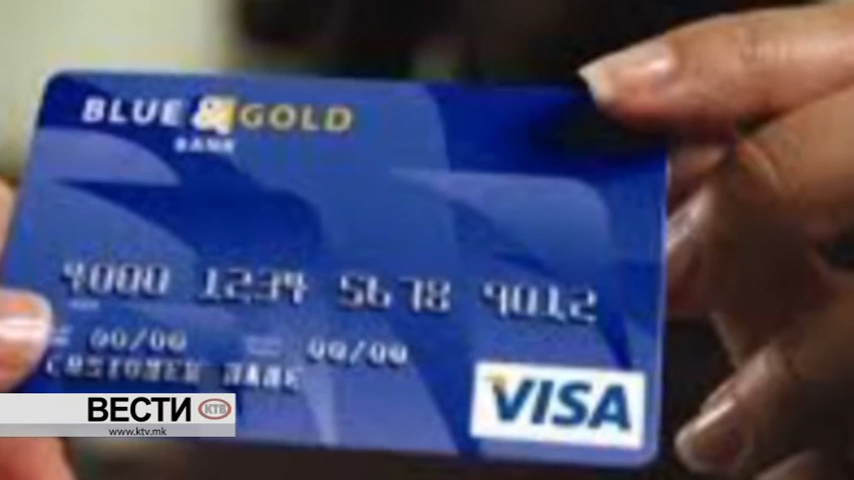 BLUE & GOLD
BANK
4000 1234 5678 9012
00/00 00/00
CUSTOMER NAME
VISA
ВЕСТИ КТВ
www.ktv.mk